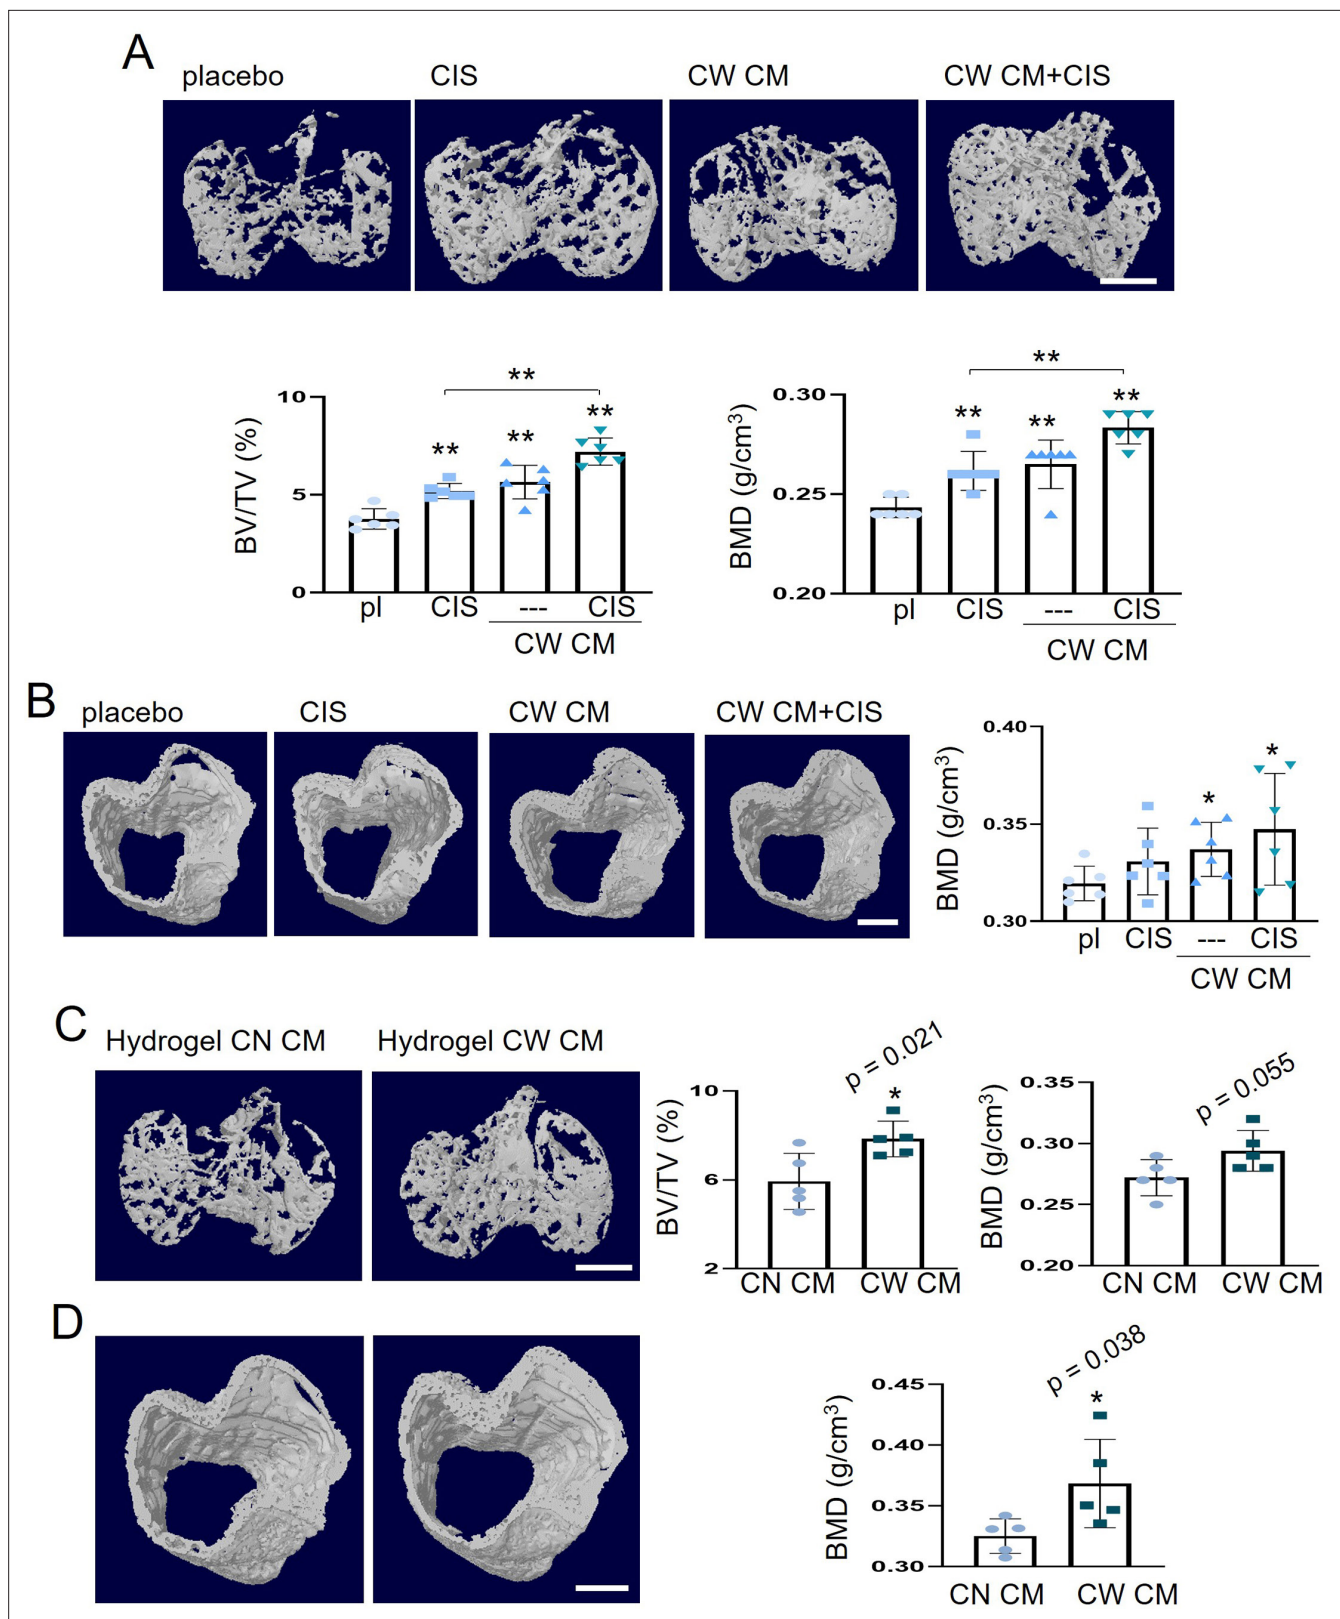 A
placebo CIS CW CM CW CM+CIS
** **
BV/TV (%)
10
5
0
** ** **
pl CIS --- CIS
CW CM
BMD (g/cm³)
0.30
0.25
0.20
** ** **
pl CIS --- CIS
CW CM
B
placebo CIS CW CM CW CM+CIS
BMD (g/cm³)
0.40
0.35
0.30
* *
pl CIS --- CIS
CW CM
C
Hydrogel CN CM Hydrogel CW CM
BV/TV (%)
10
6
2
p = 0.021
*
CN CM CW CM
BMD (g/cm³)
0.35
0.30
0.25
0.20
p = 0.055
CN CM CW CM
D
BMD (g/cm³)
0.45
0.40
0.35
0.30
p = 0.038
*
CN CM CW CM